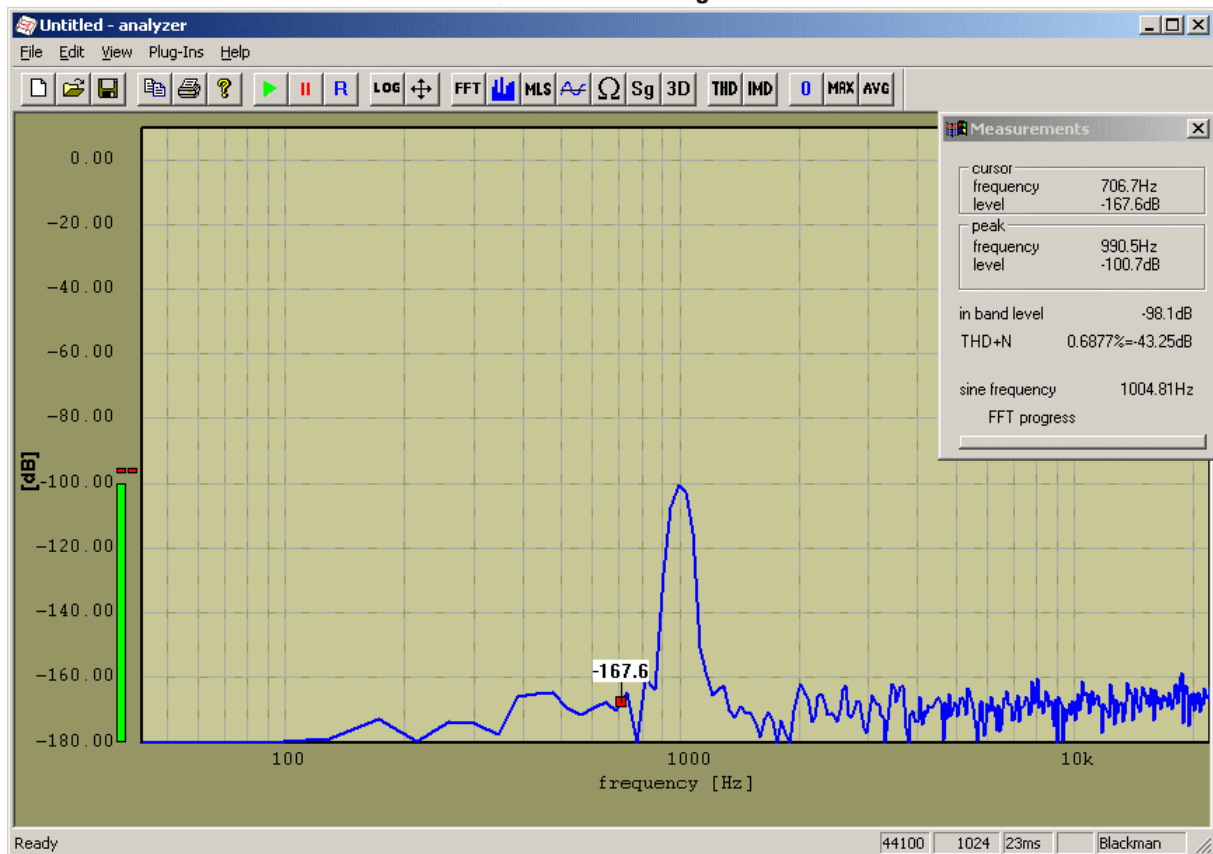 Untitled - analyzer
File Edit View Plug-Ins Help
R LOG FFT MLS Ω Sg 3D THD IMD 0 MAX AVG
Measurements
cursor
frequency 706.7Hz
level -167.6dB
peak
frequency 990.5Hz
level -100.7dB
in band level -98.1dB
THD+N 0.6877%=-43.25dB
sine frequency 1004.81Hz
FFT progress
0.00
-20.00
-40.00
-60.00
-80.00
[dB]
-100.00
-120.00
-140.00
-160.00
-180.00
-167.6
100 1000 10k
frequency [Hz]
Ready 44100 1024 23ms Blackman